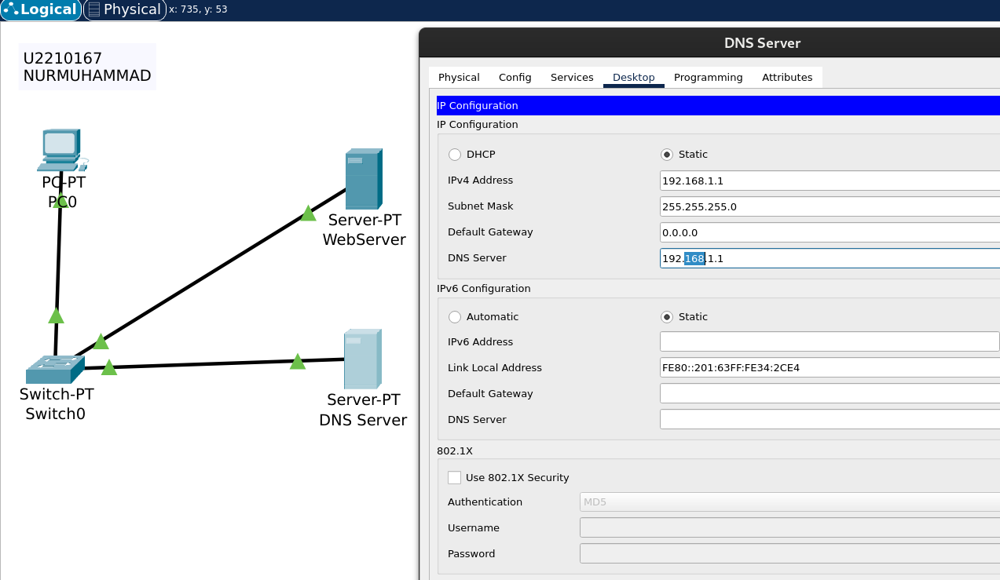 Logical Physical x: 735, y: 53
U2210167
NURMUHAMMAD
PC-PT
PC0
Server-PT
WebServer
Switch-PT
Switch0
Server-PT
DNS Server
DNS Server
Physical Config Services Desktop Programming Attributes
IP Configuration
IP Configuration
DHCP Static
IPv4 Address 192.168.1.1
Subnet Mask 255.255.255.0
Default Gateway 0.0.0.0
DNS Server 192.168.1.1
IPv6 Configuration
Automatic Static
IPv6 Address
Link Local Address FE80::201:63FF:FE34:2CE4
Default Gateway
DNS Server
802.1X
Use 802.1X Security
Authentication MD5
Username
Password